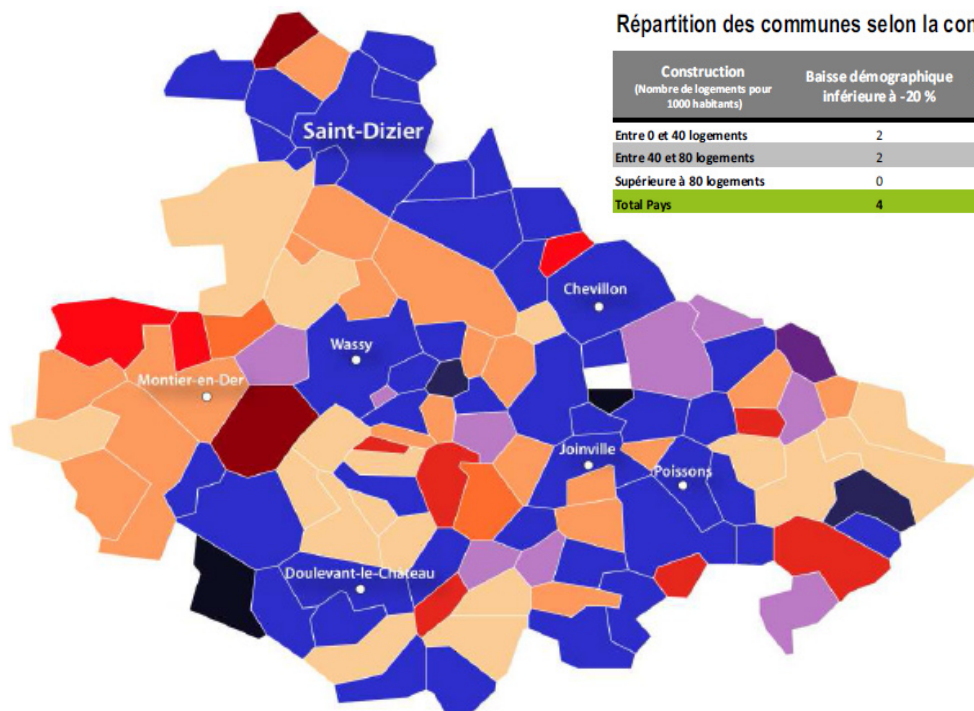 Répartition des communes selon la con
Construction
(Nombre de logements pour
1000 habitants)
Baisse démographique
inférieure à -20 %
Entre 0 et 40 logements 2
Entre 40 et 80 logements 2
Supérieure à 80 logements 0
Total Pays 4
Saint-Dizier
Chevillon
Wassy
Montier-en-Der
Joinville
Poissons
Doulevant-le-Château